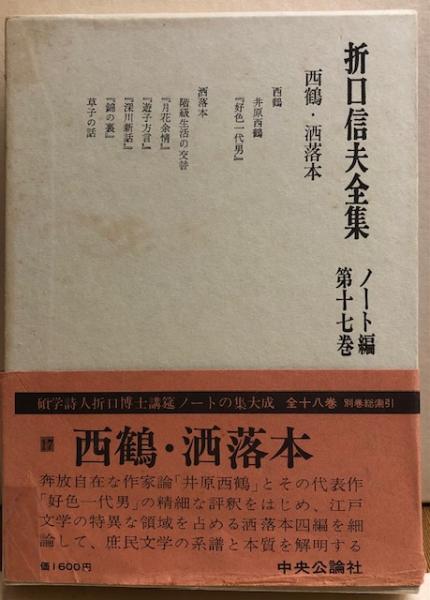 折口信夫全集
ノート編
第十七巻
西鶴・洒落本
西鶴
井原西鶴
『好色一代男』
洒落本
階級生活の交替
『月花余情』
『遊子方言』
『深川新話』
『錦の裏』
草子の話
碩学詩人折口博士講筵ノートの集大成 全十八巻 別巻総索引
17 西鶴・洒落本
奔放自在な作家論「井原西鶴」とその代表作
「好色一代男」の精細な評釈をはじめ、江戸
文学の特異な領域を占める洒落本四編を細
論して、庶民文学の系譜と本質を解明する
価1600円
中央公論社